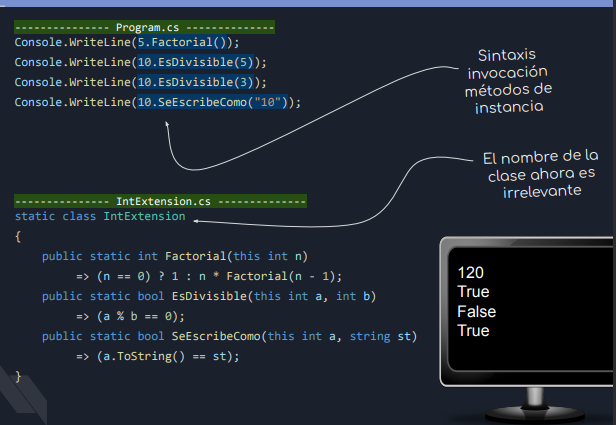 --------------- Program.cs ---------------
Console.WriteLine(5.Factorial());
Console.WriteLine(10.EsDivisible(5));
Console.WriteLine(10.EsDivisible(3));
Console.WriteLine(10.SeEscribeComo("10"));
Sintaxis
invocación
métodos de
instancia
El nombre de la
clase ahora es
irrelevante
--------------- IntExtension.cs --------------
static class IntExtension
{
    public static int Factorial(this int n)
        => (n == 0) ? 1 : n * Factorial(n - 1);
    public static bool EsDivisible(this int a, int b)
        => (a % b == 0);
    public static bool SeEscribeComo(this int a, string st)
        => (a.ToString() == st);
}
120
True
False
True